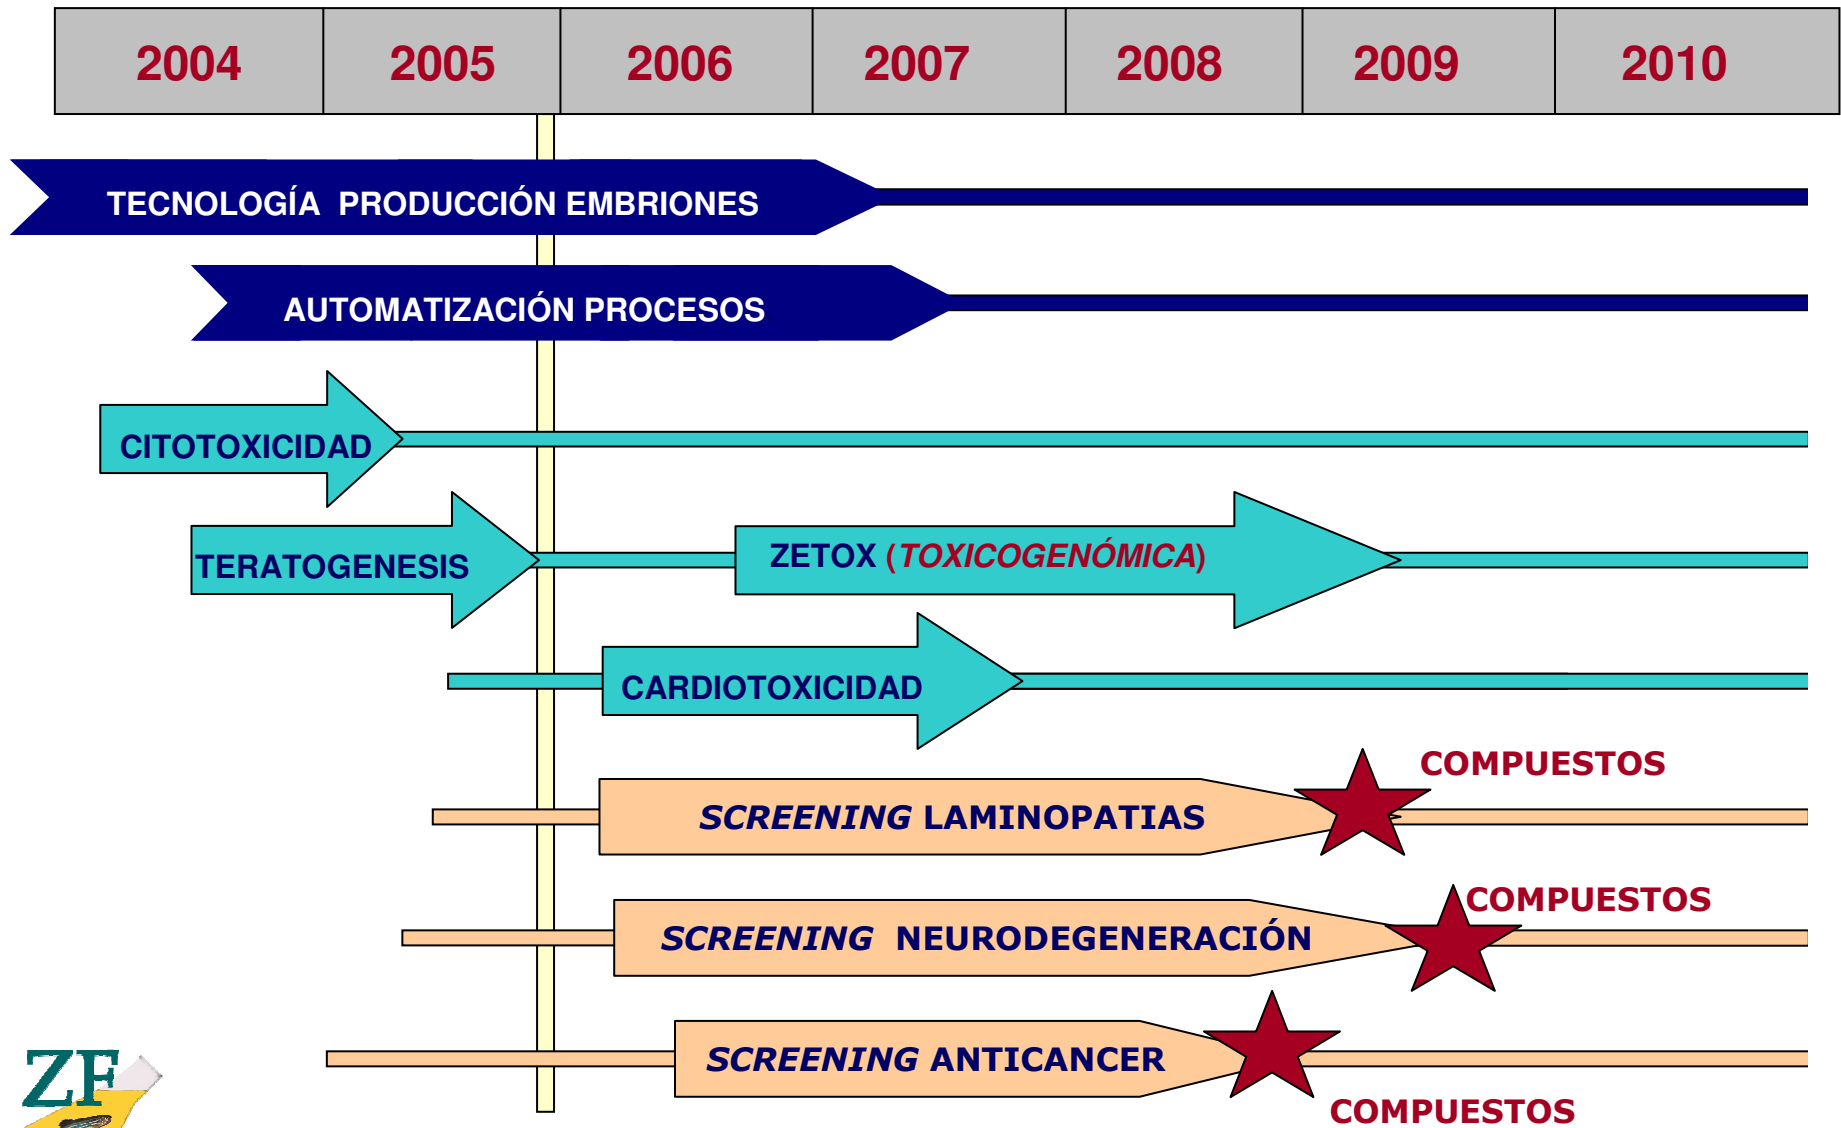 2004 2005 2006 2007 2008 2009 2010
TECNOLOGÍA PRODUCCIÓN EMBRIONES
AUTOMATIZACIÓN PROCESOS
CITOTOXICIDAD
TERATOGENESIS
ZETOX (TOXICOGENÓMICA)
CARDIOTOXICIDAD
COMPUESTOS
SCREENING LAMINOPATIAS
COMPUESTOS
SCREENING NEURODEGENERACIÓN
SCREENING ANTICANCER
COMPUESTOS
ZF